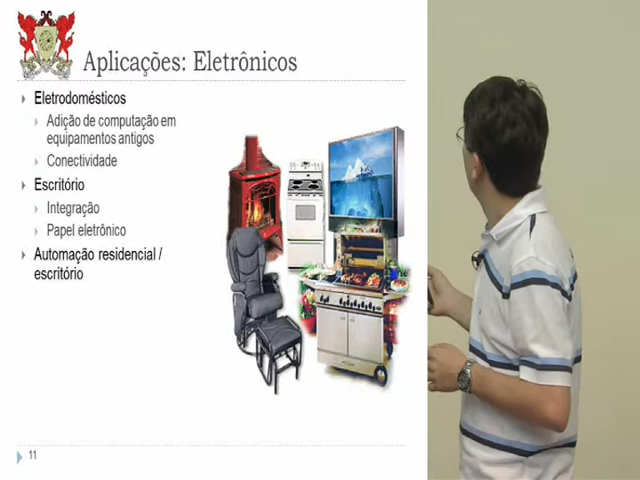 Aplicações: Eletrônicos
Eletrodomésticos
Adição de computação em
equipamentos antigos
Conectividade
Escritório
Integração
Papel eletrônico
Automação residencial /
escritório
11